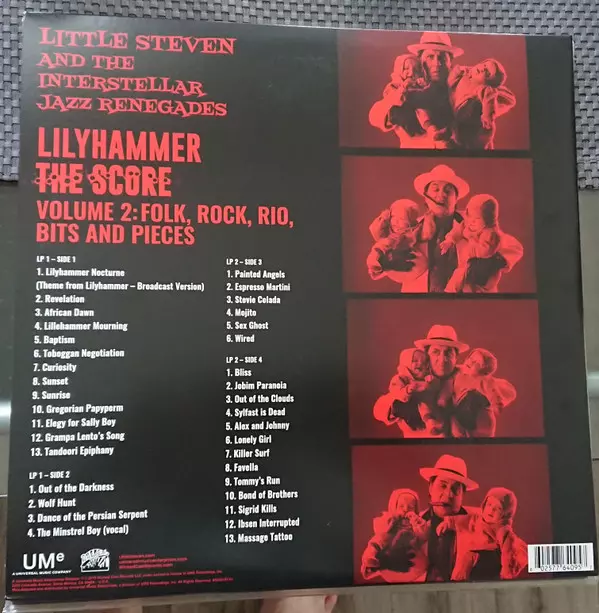 LITTLE STEVEN
AND THE
INTERSTELLAR
JAZZ RENEGADES
LILYHAMMER
THE SCORE
VOLUME 2: FOLK, ROCK, RIO,
BITS AND PIECES
LP 1 – SIDE 1
1. Lilyhammer Nocturne
(Theme from Lilyhammer – Broadcast Version)
2. Revelation
3. African Dawn
4. Lillehammer Mourning
5. Baptism
6. Toboggan Negotiation
7. Curiosity
8. Sunset
9. Sunrise
10. Gregorian Papyporm
11. Elegy for Sally Boy
12. Grampa Lento's Song
13. Tandoori Epiphany
LP 1 – SIDE 2
1. Out of the Darkness
2. Wolf Hunt
3. Dance of the Persian Serpent
4. The Minstrel Boy (vocal)
LP 2 – SIDE 3
1. Painted Angels
2. Espresso Martini
3. Stevie Colada
4. Mojito
5. Sex Ghost
6. Wired
LP 2 – SIDE 4
1. Bliss
2. Jobim Paranoia
3. Out of the Clouds
4. Sylfast is Dead
5. Alex and Johnny
6. Lonely Girl
7. Killer Surf
8. Favella
9. Tommy's Run
10. Bond of Brothers
11. Sigrid Kills
12. Ibsen Interrupted
13. Massage Tattoo
UMe
A UNIVERSAL MUSIC COMPANY